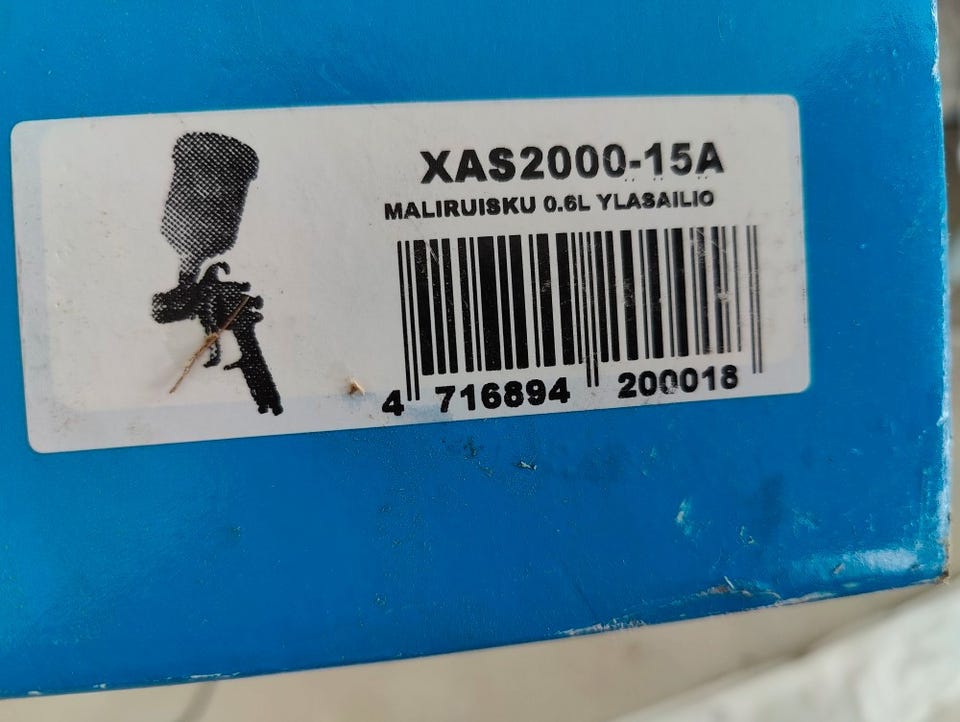 XAS2000-15A
MALIRUISKU 0.6L YLASAILIO
4 716894 200018